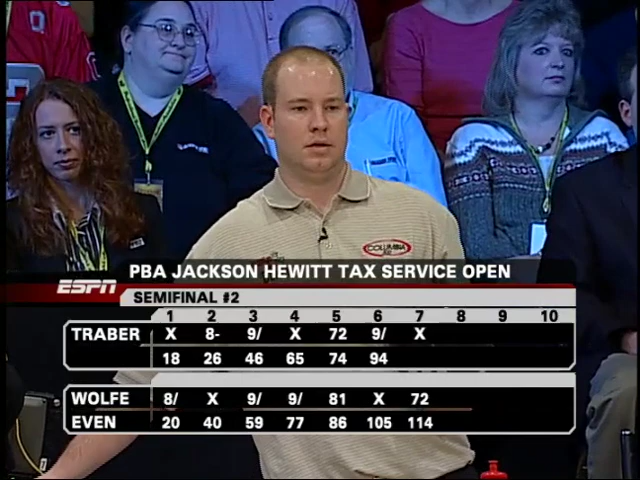 COLUMBIA
PBA JACKSON HEWITT TAX SERVICE OPEN
ESPN
SEMIFINAL #2
1 2 3 4 5 6 7 8 9 10
TRABER X 8- 9/ X 72 9/ X
18 26 46 65 74 94
WOLFE 8/ X 9/ 9/ 81 X 72
EVEN 20 40 59 77 86 105 114